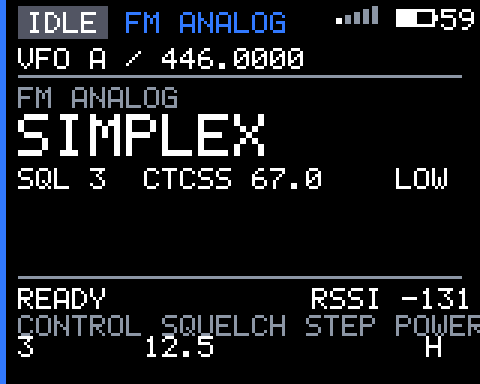 IDLE FM ANALOG 59
VFO A / 446.0000
FM ANALOG
SIMPLEX
SQL 3 CTCSS 67.0 LOW
READY RSSI -131
CONTROL SQUELCH STEP POWER
3 12.5 H